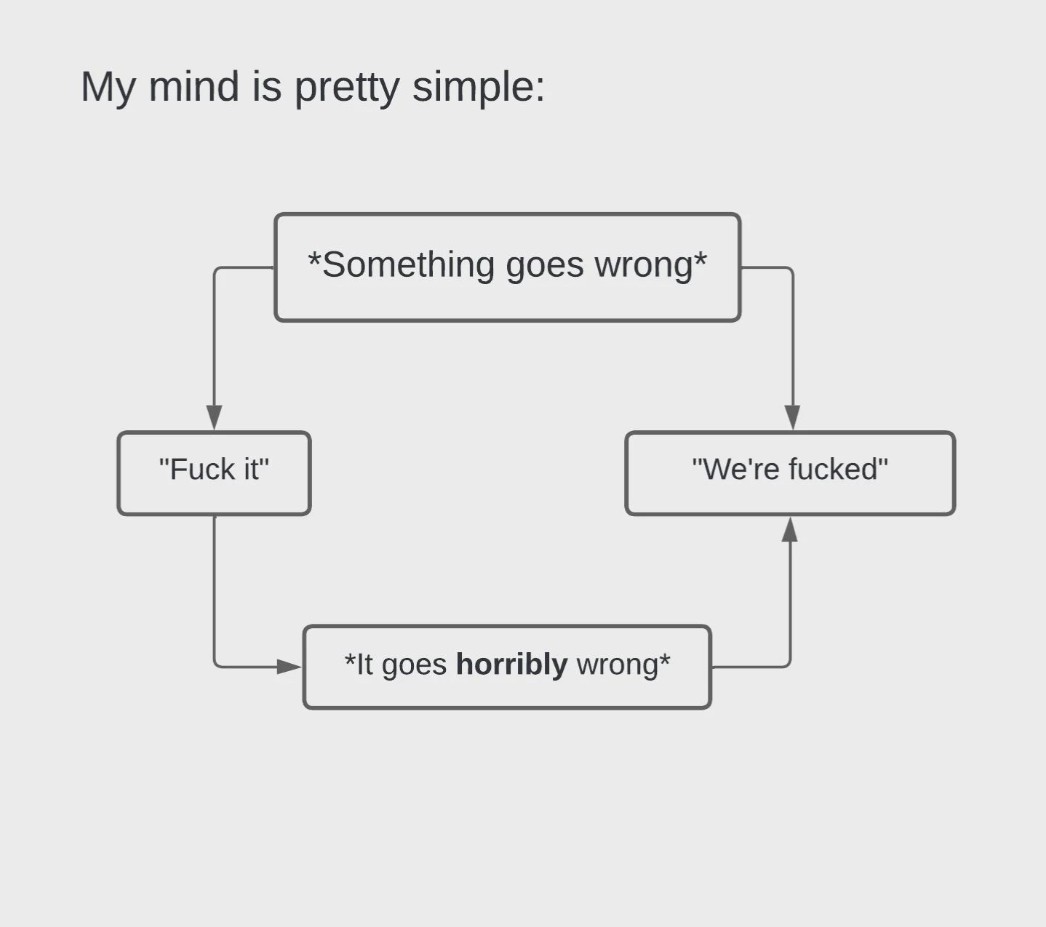 My mind is pretty simple:
*Something goes wrong*
"Fuck it"
"We're fucked"
*It goes horribly wrong*